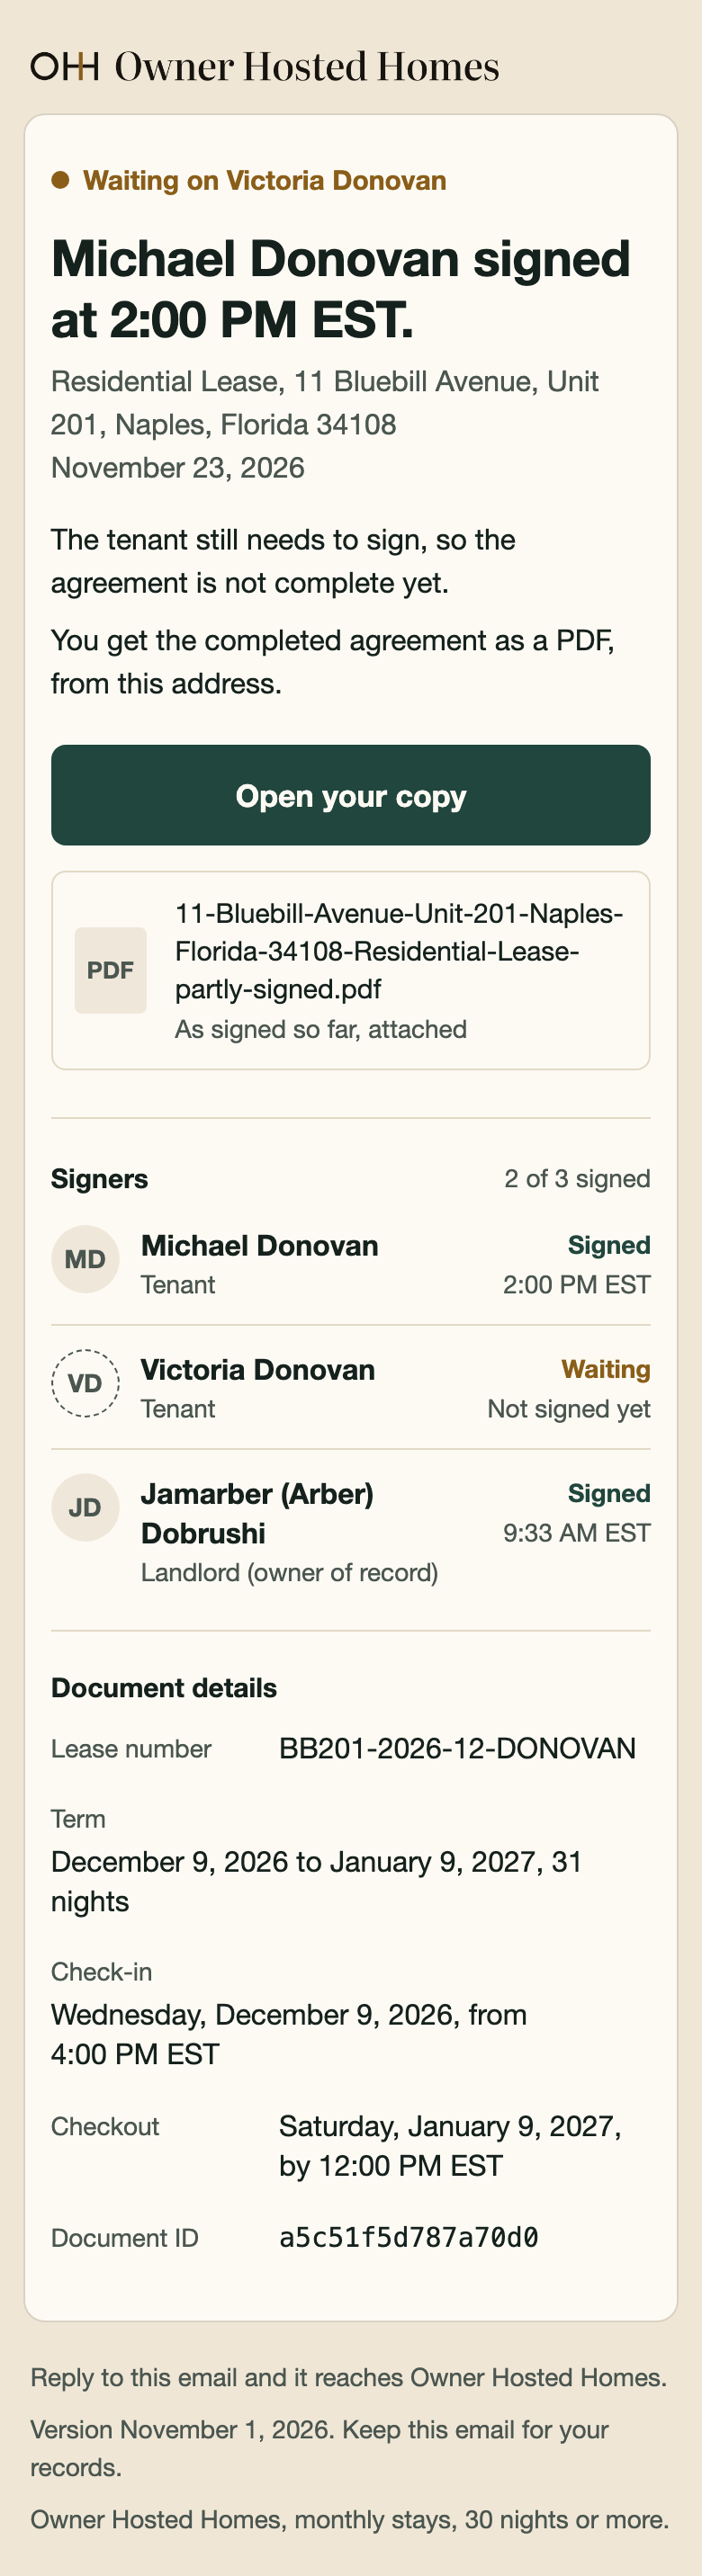 OHH Owner Hosted Homes
Waiting on Victoria Donovan
Michael Donovan signed
at 2:00 PM EST.
Residential Lease, 11 Bluebill Avenue, Unit
201, Naples, Florida 34108
November 23, 2026
The tenant still needs to sign, so the
agreement is not complete yet.
You get the completed agreement as a PDF,
from this address.
Open your copy
PDF
11-Bluebill-Avenue-Unit-201-Naples-
Florida-34108-Residential-Lease-
partly-signed.pdf
As signed so far, attached
Signers 2 of 3 signed
MD Michael Donovan Signed
Tenant 2:00 PM EST
VD Victoria Donovan Waiting
Tenant Not signed yet
JD Jamarber (Arber) Signed
Dobrushi 9:33 AM EST
Landlord (owner of record)
Document details
Lease number BB201-2026-12-DONOVAN
Term
December 9, 2026 to January 9, 2027, 31
nights
Check-in
Wednesday, December 9, 2026, from
4:00 PM EST
Checkout Saturday, January 9, 2027,
by 12:00 PM EST
Document ID a5c51f5d787a70d0
Reply to this email and it reaches Owner Hosted Homes.
Version November 1, 2026. Keep this email for your
records.
Owner Hosted Homes, monthly stays, 30 nights or more.